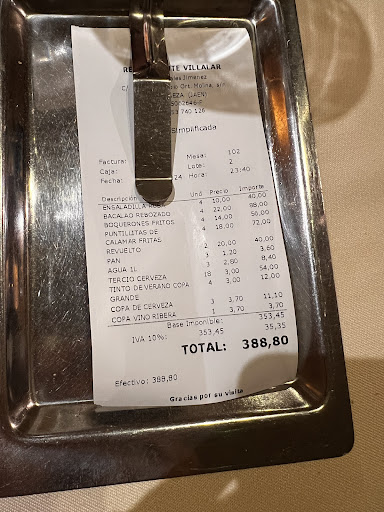 TE VILLALAR
Jimenez
C/ Ort. Molina, s/n
(JAEN)
740 126
Simplificada
Factura: Mesa: 102
Caja: Lote: 2
Fecha: 24 Hora: 23:40
Descripción Und Precio Importe
ENSALADILLA 4 10,00 40,00
BACALAO REBOZADO 4 22,00 88,00
BOQUERONES FRITOS 4 14,00 56,00
PUNTILLITAS DE 4 18,00 72,00
CALAMAR FRITAS
REVUELTO 2 20,00 40,00
PAN 3 1,20 3,60
AGUA 1L 3 2,80 8,40
TERCIO CERVEZA 18 3,00 54,00
TINTO DE VERANO COPA 4 3,00 12,00
GRANDE
COPA DE CERVEZA 3 3,70 11,10
COPA VINO RIBERA 1 3,70 3,70
Base Imponible: 353,45
IVA 10%: 353,45 35,35
TOTAL: 388,80
Efectivo: 388,80
Gracias por su visita